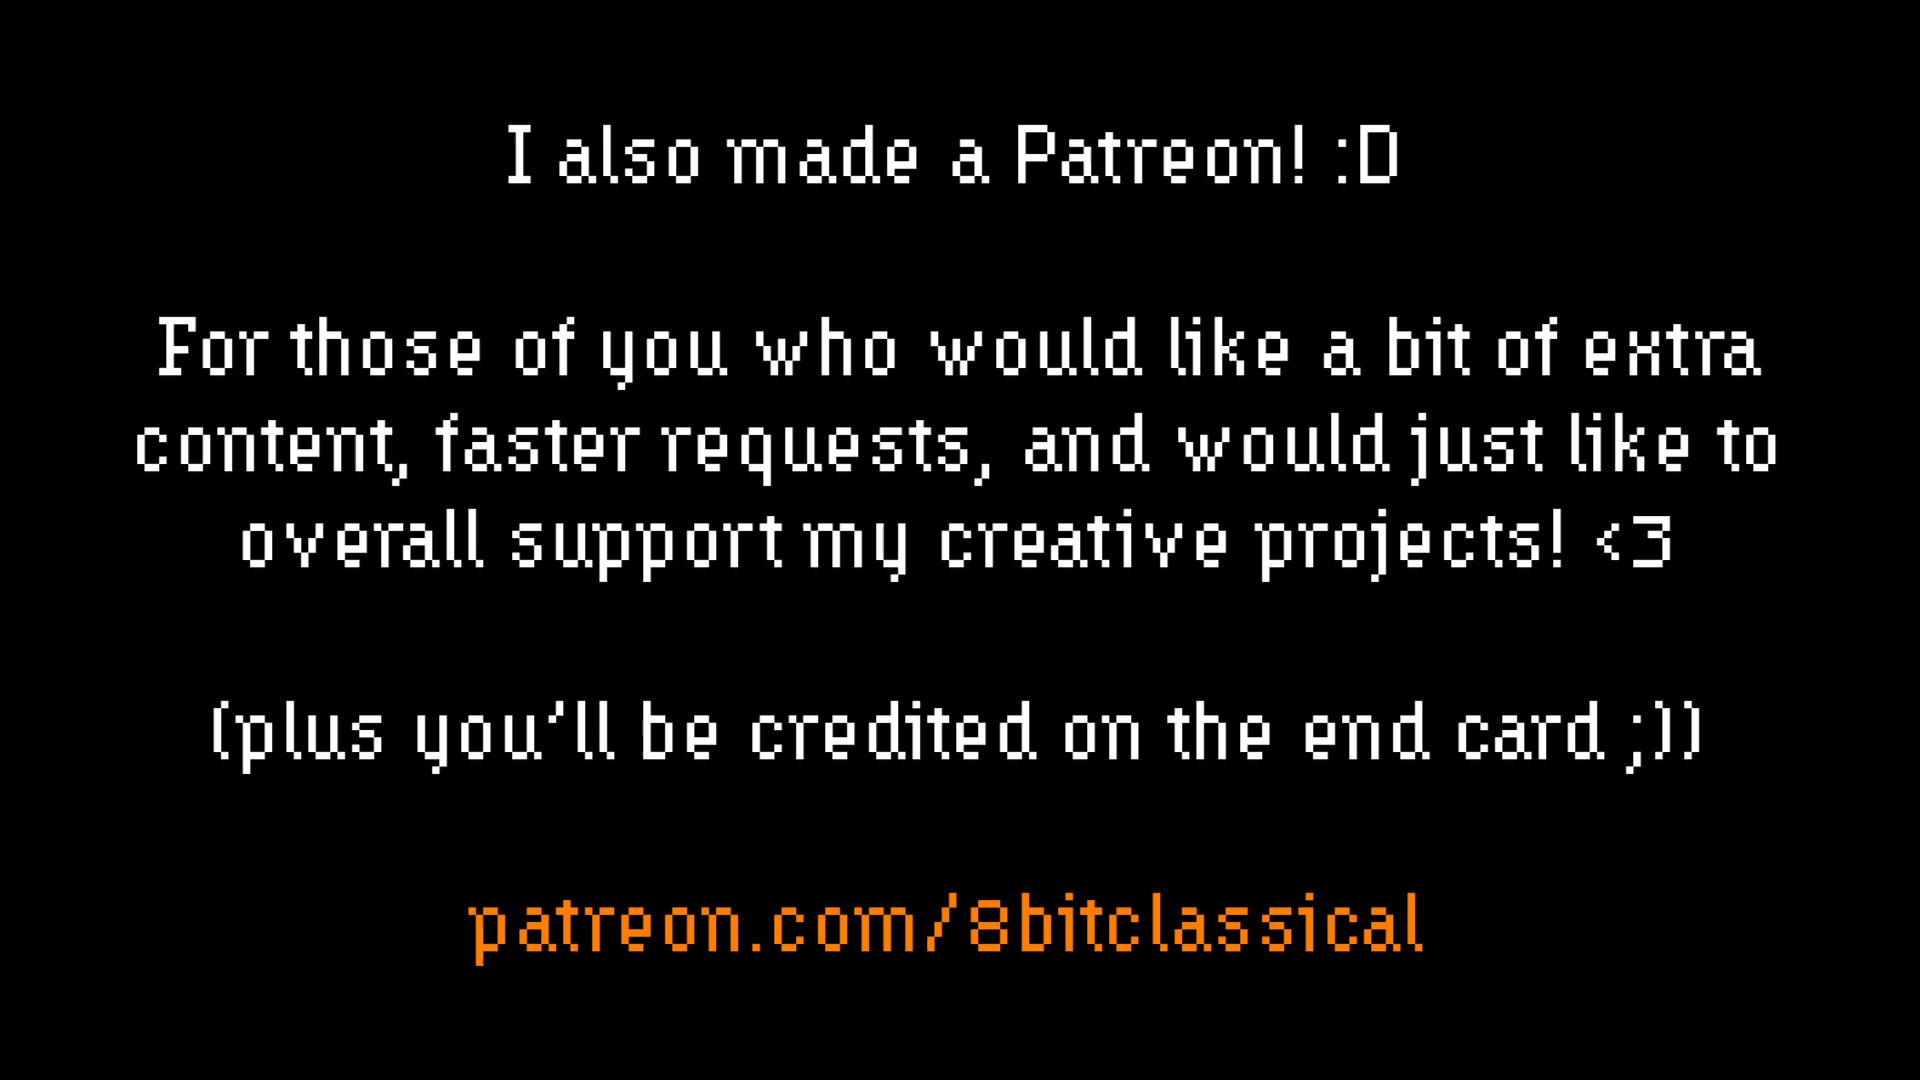 I also made a Patreon! :D
For those of you who would like a bit of extra
content, faster requests, and would just like to
overall support my creative projects! <3
(plus you'll be credited on the end card ;))
patreon.com/8bitclassical